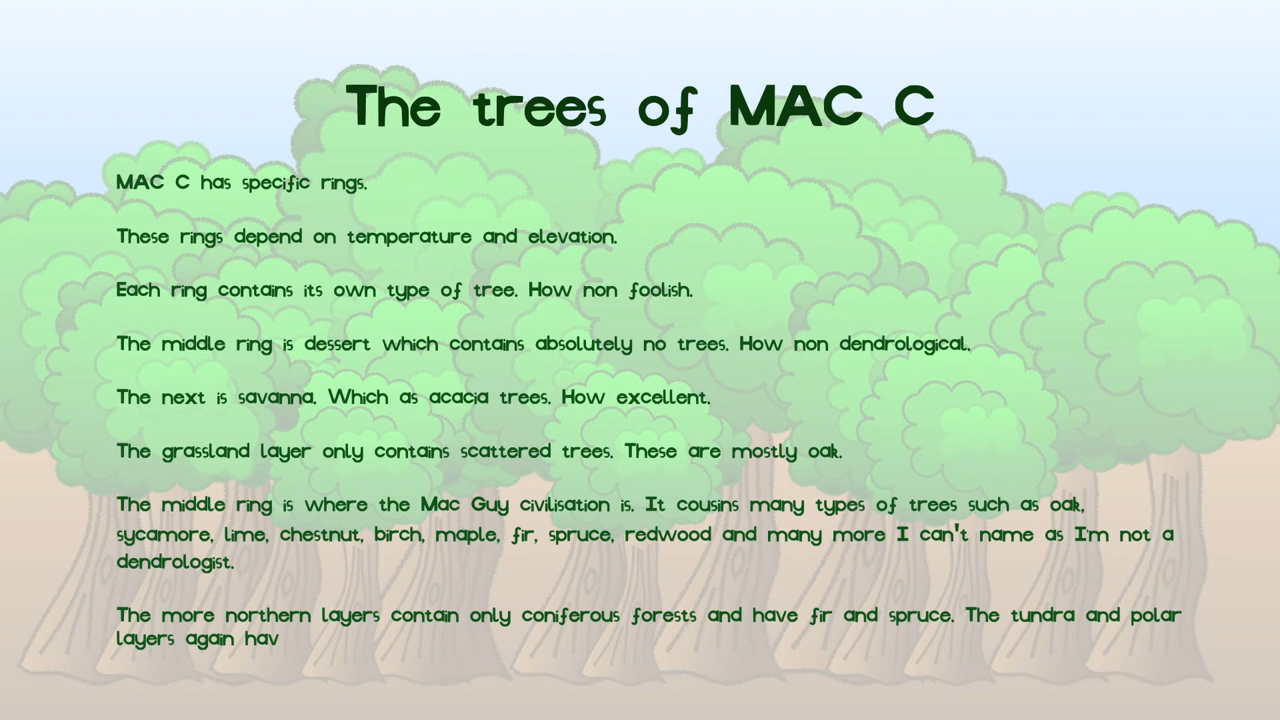 The trees of MAC C
MAC C has specific rings.
These rings depend on temperature and elevation.
Each ring contains its own type of tree. How non foolish.
The middle ring is dessert which contains absolutely no trees. How non dendrological.
The next is savanna. Which as acacia trees. How excellent.
The grassland layer only contains scattered trees. These are mostly oak.
The middle ring is where the Mac Guy civilisation is. It cousins many types of trees such as oak,
sycamore, lime, chestnut, birch, maple, fir, spruce, redwood and many more I can't name as I'm not a
dendrologist.
The more northern layers contain only coniferous forests and have fir and spruce. The tundra and polar
layers again hav